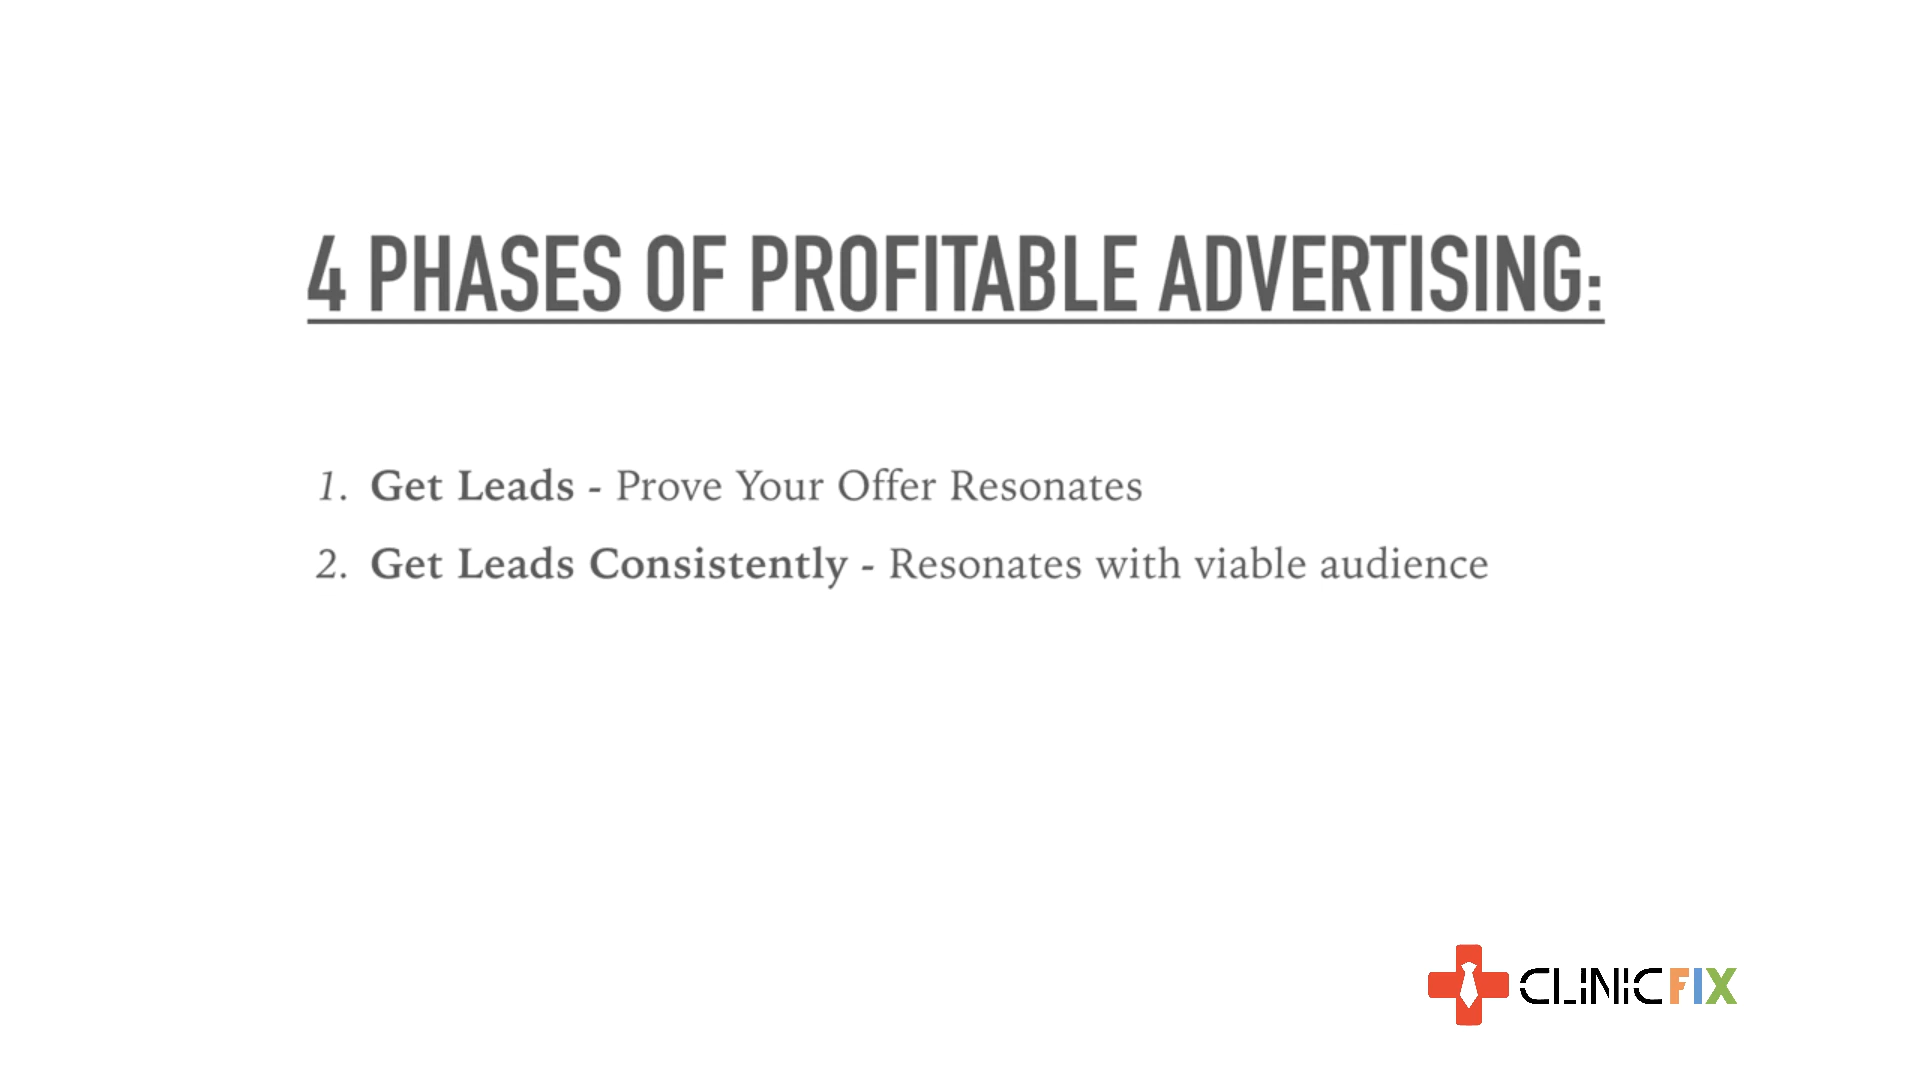 4 PHASES OF PROFITABLE ADVERTISING:
1. Get Leads - Prove Your Offer Resonates
2. Get Leads Consistently - Resonates with viable audience
CLINICFIX